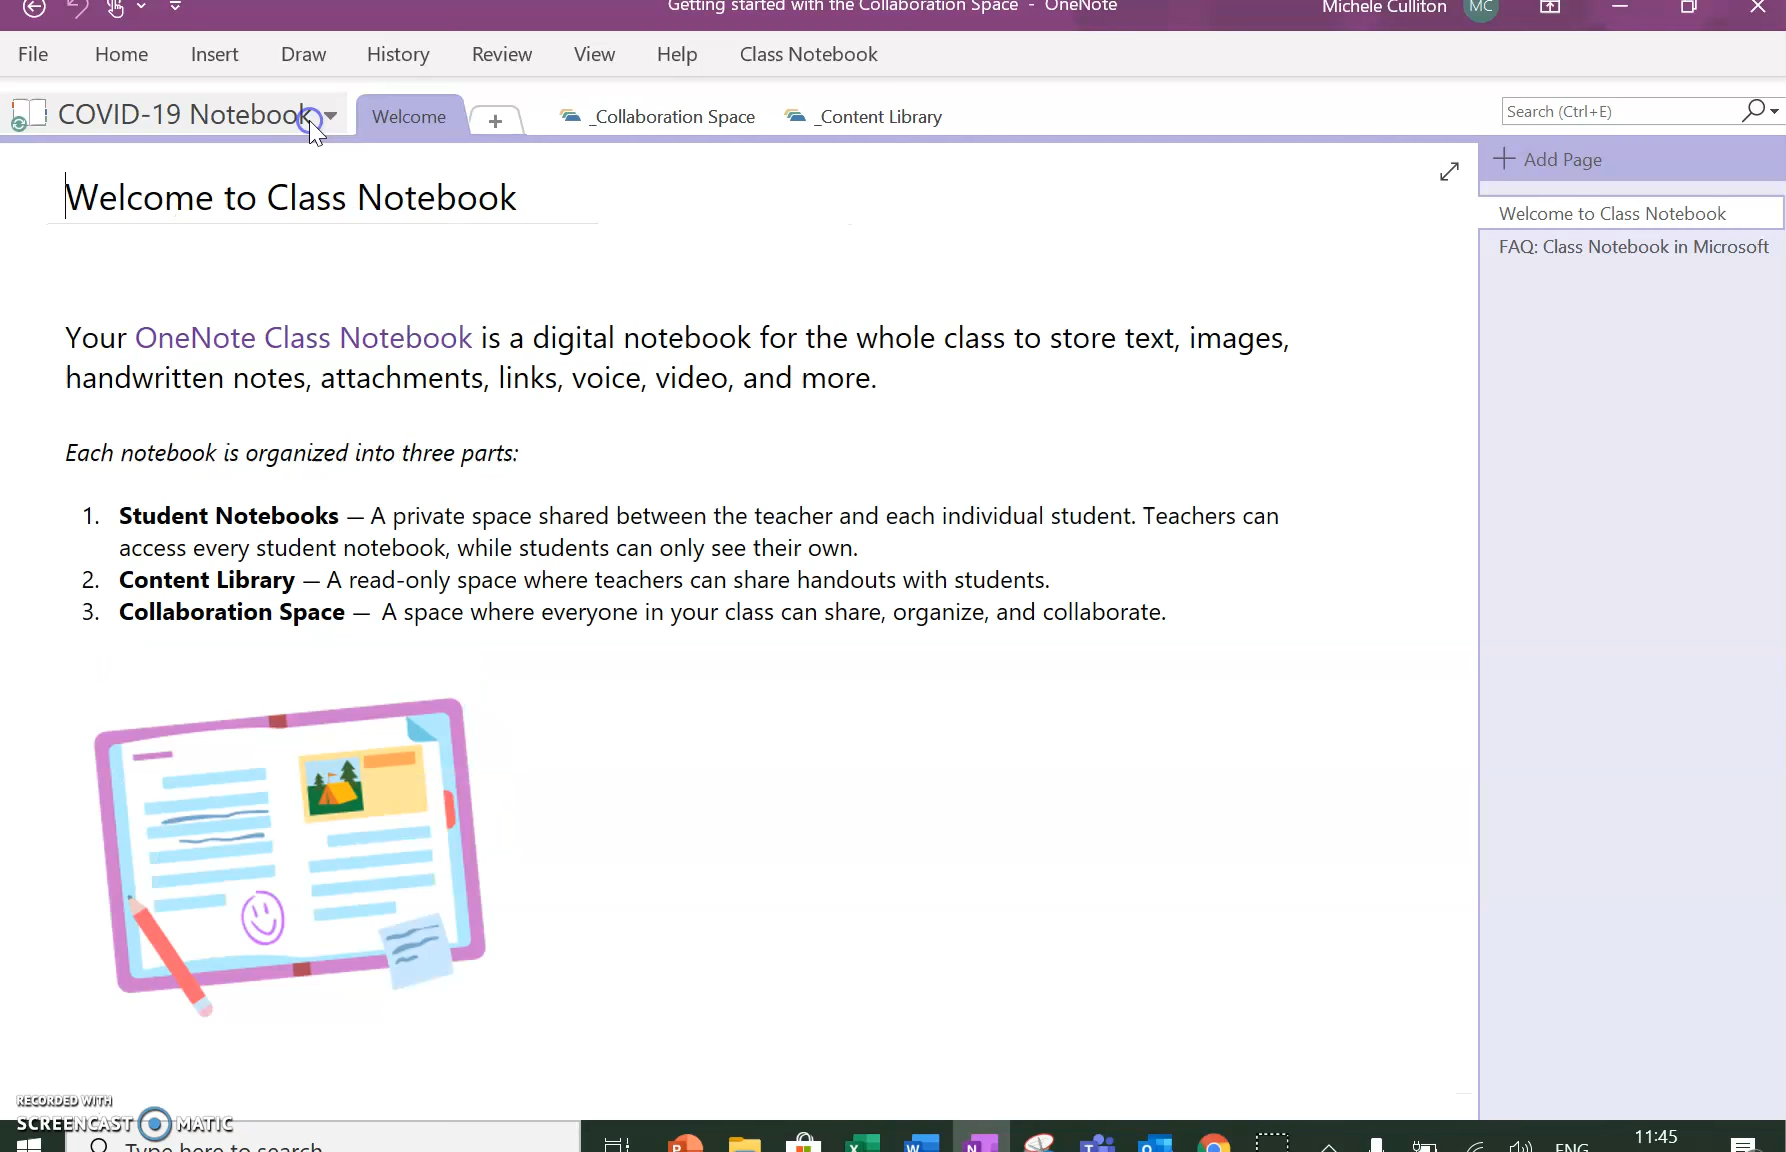 Getting started with the Collaboration Space - OneNote
Michele Culliton
MC
File Home Insert Draw History Review View Help Class Notebook
COVID-19 Notebook
Welcome
+
_Collaboration Space
_Content Library
Search (Ctrl+E)
Add Page
Welcome to Class Notebook
FAQ: Class Notebook in Microsoft
Welcome to Class Notebook
Your OneNote Class Notebook is a digital notebook for the whole class to store text, images,
handwritten notes, attachments, links, voice, video, and more.
Each notebook is organized into three parts:
1. Student Notebooks — A private space shared between the teacher and each individual student. Teachers can
access every student notebook, while students can only see their own.
2. Content Library — A read-only space where teachers can share handouts with students.
3. Collaboration Space — A space where everyone in your class can share, organize, and collaborate.
RECORDED WITH
SCREENCAST MATIC
Type here to search
ENG
11:45